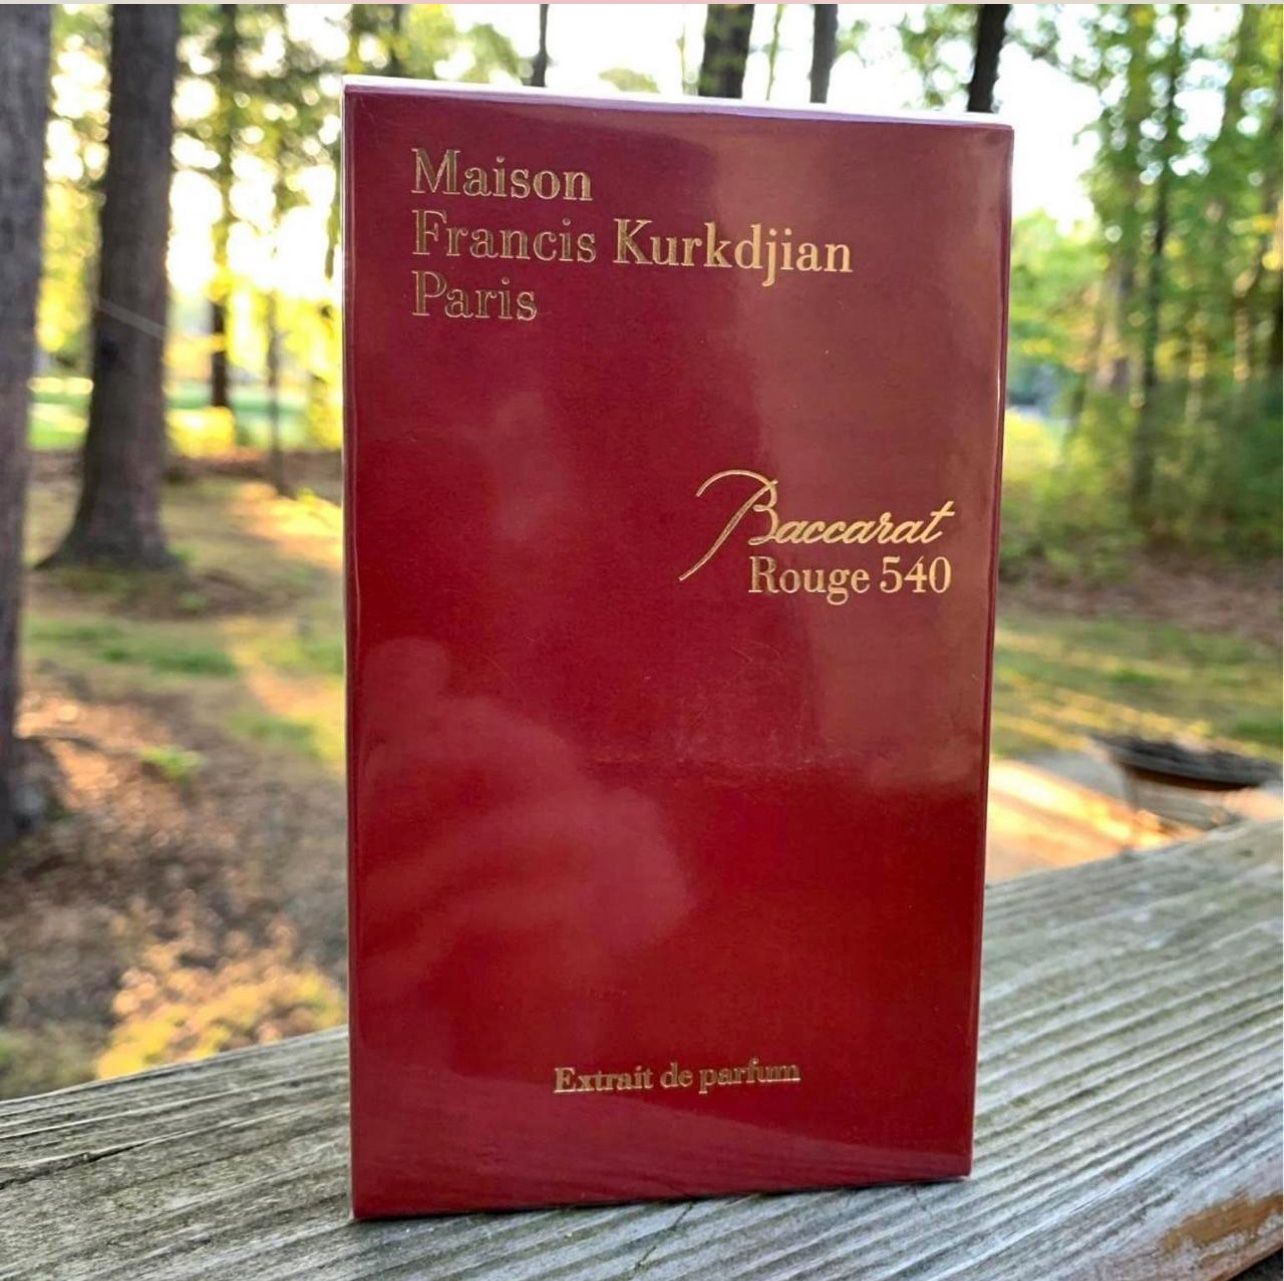 Maison
Francis Kurkdjian
Paris
Baccarat
Rouge 540
Extrait de parfum